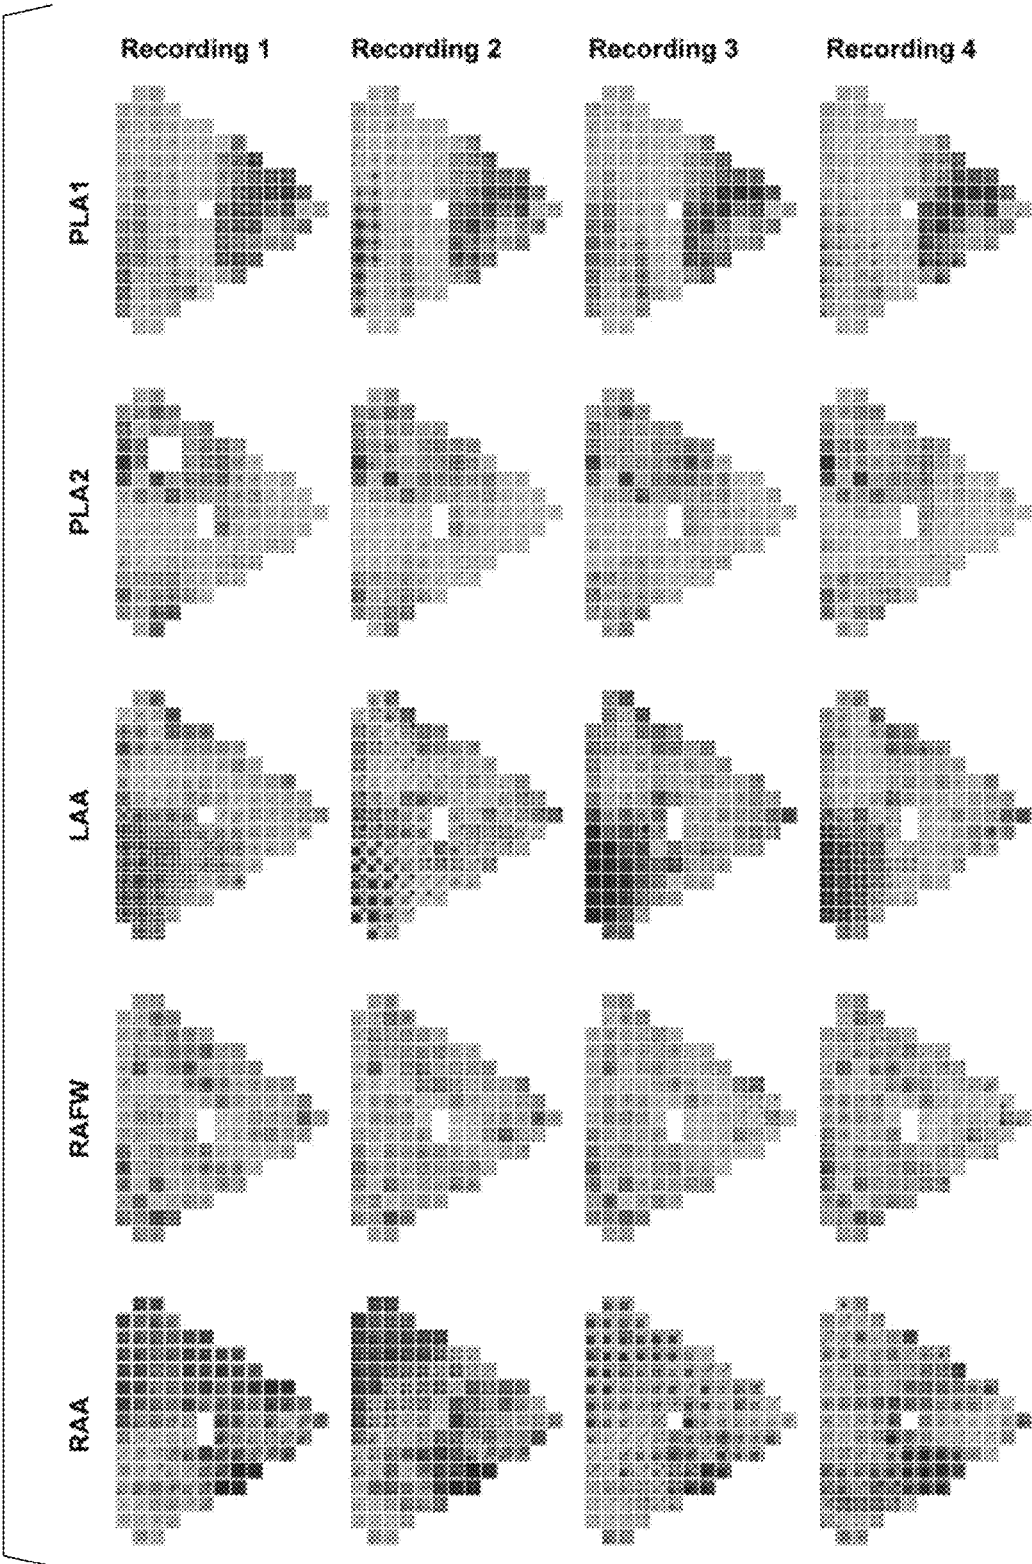 Recording 1 Recording 2 Recording 3 Recording 4
PLA1
PLA2
LAA
RAFW
RAA